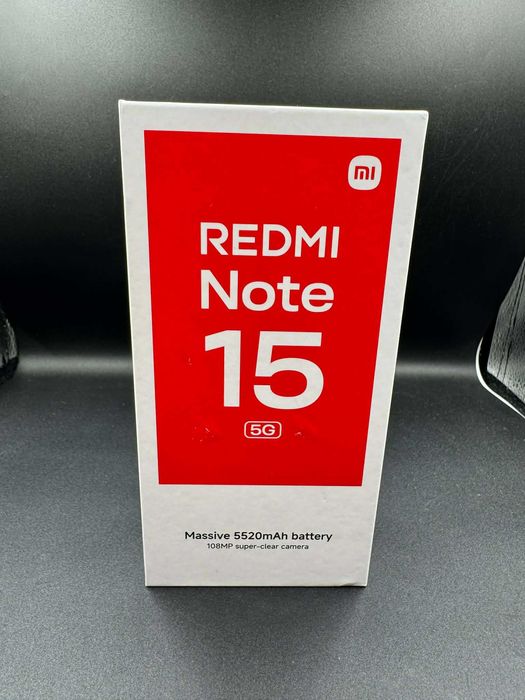 mi
REDMI
Note
15
5G
Massive 5520mAh battery
108MP super-clear camera